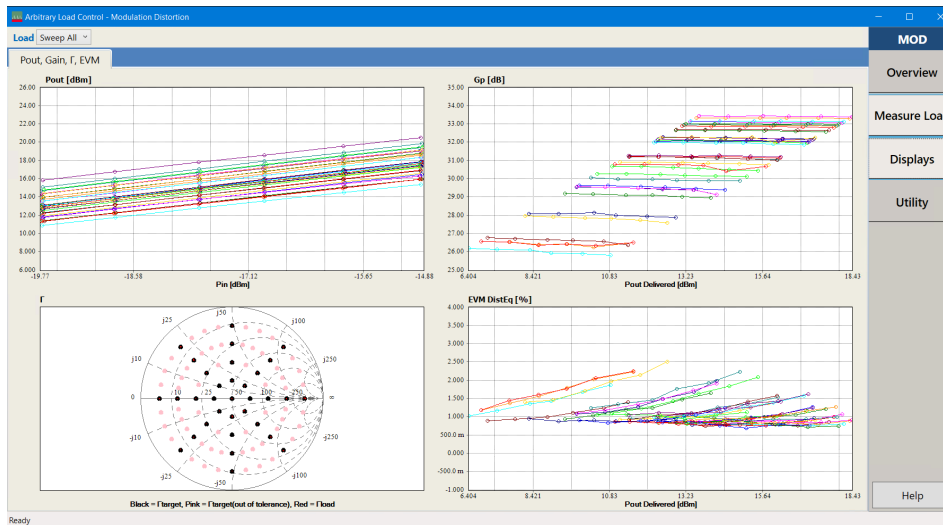 Arbitrary Load Control - Modulation Distortion
Load Sweep All
MOD
Pout, Gain, Γ, EVM
Overview
Measure Loa
Displays
Utility
Help
Pout [dBm]
26.00
24.00
22.00
20.00
18.00
16.00
14.00
12.00
10.00
8.000
6.000
-19.77 -18.58 -17.12 -15.65 -14.88
Pin [dBm]
Gp [dB]
35.00
34.00
33.00
32.00
31.00
30.00
29.00
28.00
27.00
26.00
25.00
6.404 8.421 10.83 13.23 15.64 18.43
Pout Delivered [dBm]
Γ
j50
j25 j100
j10 j250
0 10 25 50 100 250 ∞
-j10 -j250
-j25 -j100
-j50
Black = Γtarget, Pink = Γtarget(out of tolerance), Red = Γload
EVM DistEq [%]
4.000
3.500
3.000
2.500
2.000
1.500
1.000
500.0 m
0.000
-500.0 m
-1.000
6.404 8.421 10.83 13.23 15.64 18.43
Pout Delivered [dBm]
Ready